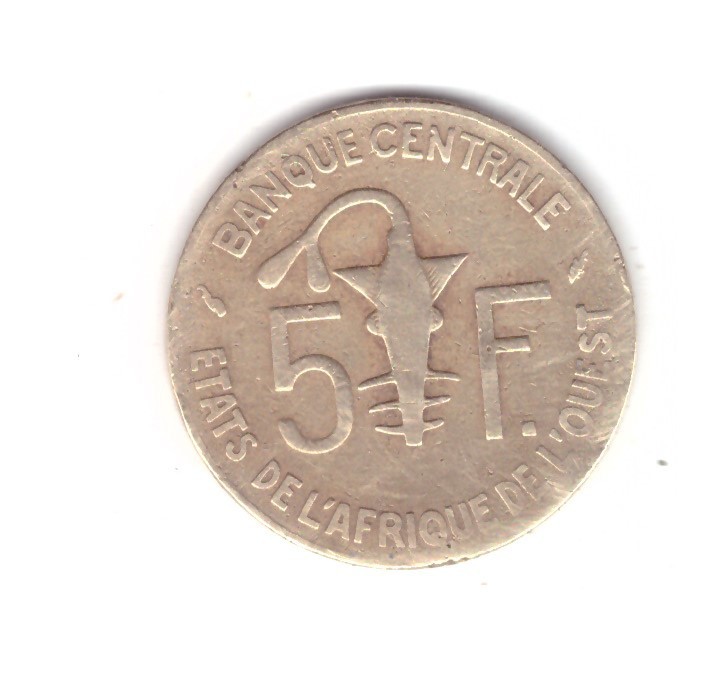 BANQUE CENTRALE
5 F.
ETATS DE L'AFRIQUE DE L'OUEST